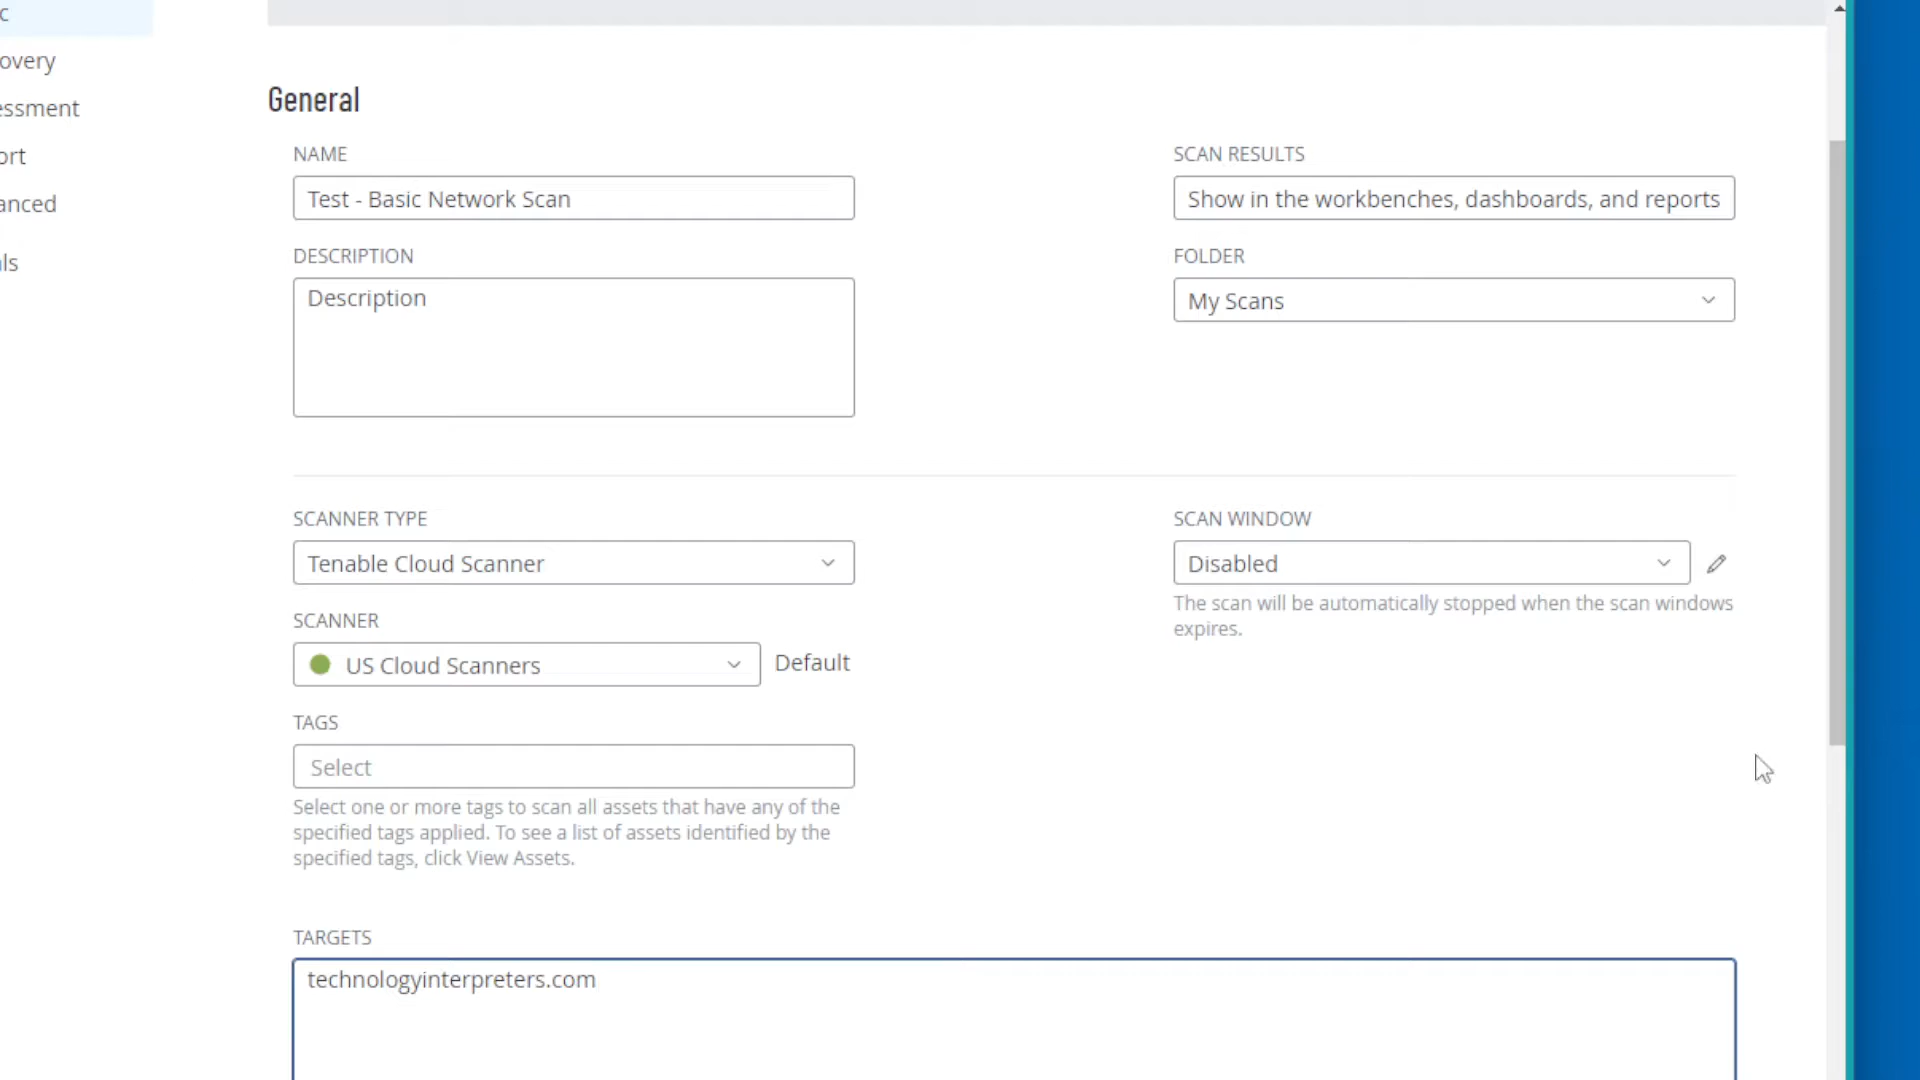 c
overy
essment
ort
anced
ls
General
NAME
Test - Basic Network Scan
DESCRIPTION
Description
SCAN RESULTS
Show in the workbenches, dashboards, and reports
FOLDER
My Scans
SCANNER TYPE
Tenable Cloud Scanner
SCANNER
US Cloud Scanners
Default
TAGS
Select
Select one or more tags to scan all assets that have any of the
specified tags applied. To see a list of assets identified by the
specified tags, click View Assets.
SCAN WINDOW
Disabled
The scan will be automatically stopped when the scan windows
expires.
TARGETS
technologyinterpreters.com